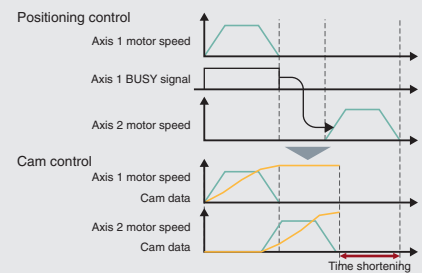 Positioning control
Axis 1 motor speed
Axis 1 BUSY signal
Axis 2 motor speed
Cam control
Axis 1 motor speed
Cam data
Axis 2 motor speed
Cam data
Time shortening